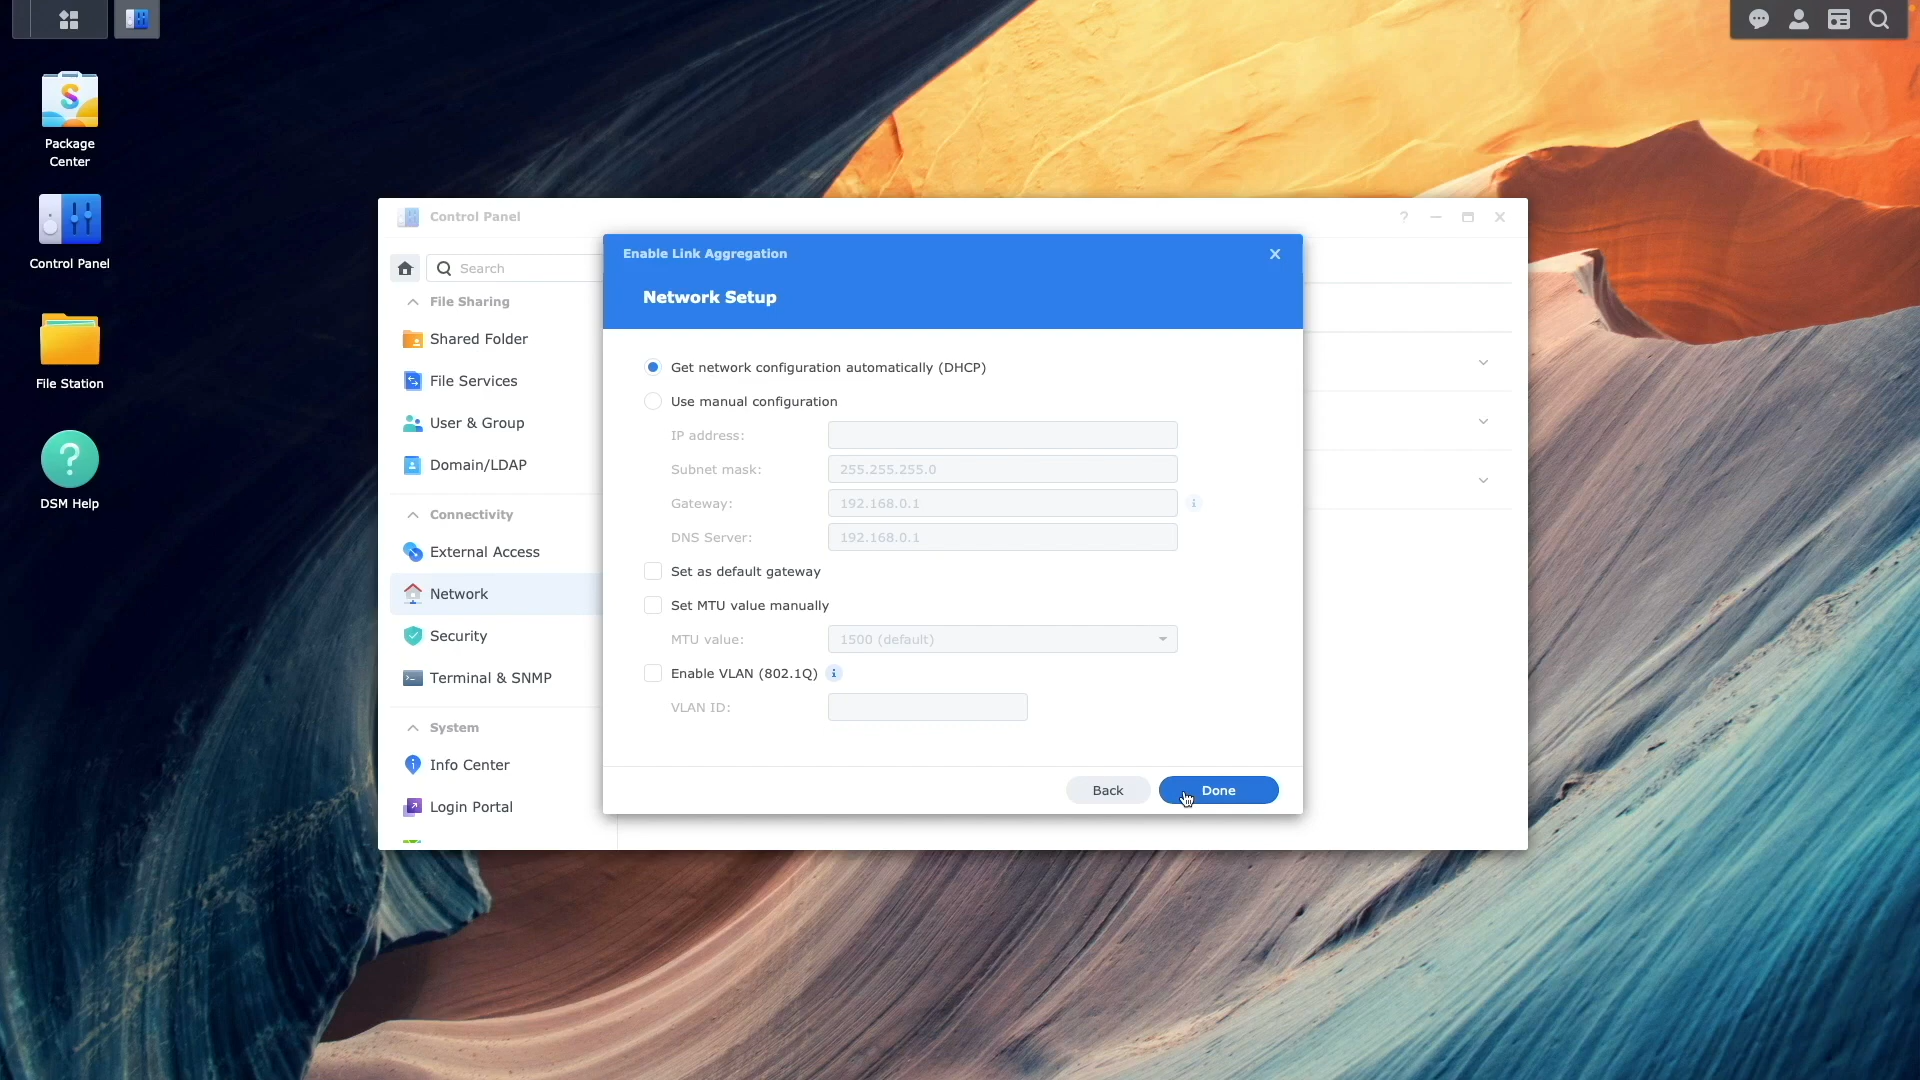 Package
Center
Control Panel
File Station
DSM Help
Control Panel
Search
File Sharing
Shared Folder
File Services
User & Group
Domain/LDAP
Connectivity
External Access
Network
Security
Terminal & SNMP
System
Info Center
Login Portal
Enable Link Aggregation
Network Setup
Get network configuration automatically (DHCP)
Use manual configuration
IP address:
Subnet mask: 255.255.255.0
Gateway: 192.168.0.1
DNS Server: 192.168.0.1
Set as default gateway
Set MTU value manually
MTU value: 1500 (default)
Enable VLAN (802.1Q)
VLAN ID:
Back Done